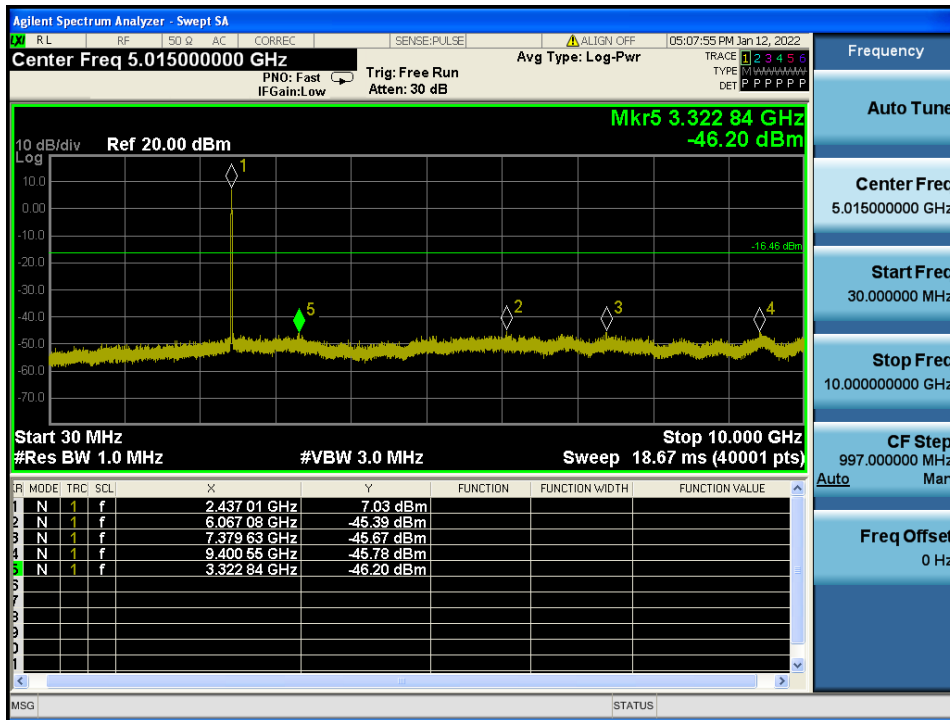 Agilent Spectrum Analyzer - Swept SA
LXI RL RF 50 Ω AC CORREC SENSE:PULSE ALIGN OFF 05:07:55 PM Jan 12, 2022
Center Freq 5.015000000 GHz
PNO: Fast
IFGain:Low
Trig: Free Run
Atten: 30 dB
Avg Type: Log-Pwr
TRACE 1 2 3 4 5 6
TYPE M
DET P P P P P P
Mkr5 3.322 84 GHz
-46.20 dBm
10 dB/div Ref 20.00 dBm
Log
10.0
0.00
-10.0
-20.0
-30.0
-40.0
-50.0
-60.0
-70.0
-16.46 dBm
1
5
2
3
4
Start 30 MHz Stop 10.000 GHz
#Res BW 1.0 MHz #VBW 3.0 MHz Sweep 18.67 ms (40001 pts)
MODE TRC SCL X Y FUNCTION FUNCTION WIDTH FUNCTION VALUE
1 N 1 f 2.437 01 GHz 7.03 dBm
2 N 1 f 6.067 08 GHz -45.39 dBm
3 N 1 f 7.379 63 GHz -45.67 dBm
4 N 1 f 9.400 55 GHz -45.78 dBm
5 N 1 f 3.322 84 GHz -46.20 dBm
6
7
8
9
MSG STATUS
Frequency
Auto Tune
Center Freq
5.015000000 GHz
Start Freq
30.000000 MHz
Stop Freq
10.000000000 GHz
CF Step
997.000000 MHz
Auto Man
Freq Offset
0 Hz